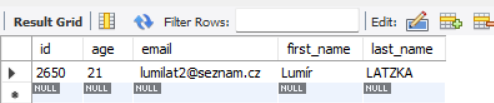 Result Grid Filter Rows: Edit:
id age email first_name last_name
2650 21 lumilat2@seznam.cz Lumír LATZKA
NULL NULL NULL NULL NULL